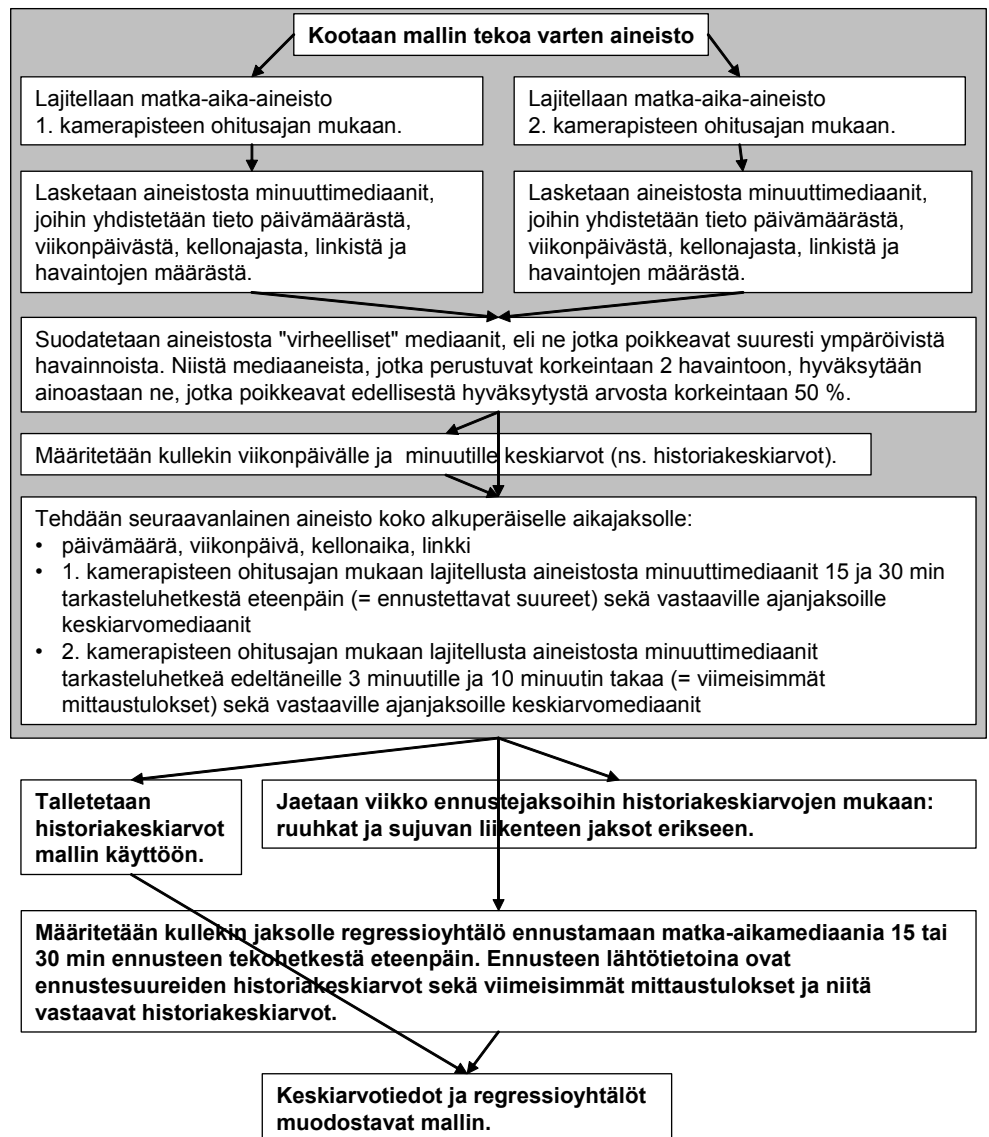 Kootaan mallin tekoa varten aineisto
Lajitellaan matka-aika-aineisto
1. kamerapisteen ohitusajan mukaan.
Lajitellaan matka-aika-aineisto
2. kamerapisteen ohitusajan mukaan.
Lasketaan aineistosta minuuttimediaanit,
joihin yhdistetään tieto päivämäärästä,
viikonpäivästä, kellonajasta, linkistä ja
havaintojen määrästä.
Lasketaan aineistosta minuuttimediaanit,
joihin yhdistetään tieto päivämäärästä,
viikonpäivästä, kellonajasta, linkistä ja
havaintojen määrästä.
Suodatetaan aineistosta "virheelliset" mediaanit, eli ne jotka poikkeavat suuresti ympäröivistä
havainnoista. Niistä mediaaneista, jotka perustuvat korkeintaan 2 havaintoon, hyväksytään
ainoastaan ne, jotka poikkeavat edellisestä hyväksytystä arvosta korkeintaan 50 %.
Määritetään kullekin viikonpäivälle ja minuutille keskiarvot (ns. historiakeskiarvot).
Tehdään seuraavanlainen aineisto koko alkuperäiselle aikajaksolle:
• päivämäärä, viikonpäivä, kellonaika, linkki
• 1. kamerapisteen ohitusajan mukaan lajitellusta aineistosta minuuttimediaanit 15 ja 30 min
tarkasteluhetkestä eteenpäin (= ennustettavat suureet) sekä vastaaville ajanjaksoille
keskiarvomediaanit
• 2. kamerapisteen ohitusajan mukaan lajitellusta aineistosta minuuttimediaanit
tarkasteluhetkeä edeltäneille 3 minuutille ja 10 minuutin takaa (= viimeisimmät
mittaustulokset) sekä vastaaville ajanjaksoille keskiarvomediaanit
Talletetaan
historiakeskiarvot
mallin käyttöön.
Jaetaan viikko ennustejaksoihin historiakeskiarvojen mukaan:
ruuhkat ja sujuvan liikenteen jaksot erikseen.
Määritetään kullekin jaksolle regressioyhtälö ennustamaan matka-aikamediaania 15 tai
30 min ennusteen tekohetkestä eteenpäin. Ennusteen lähtötietoina ovat
ennustesuureiden historiakeskiarvot sekä viimeisimmät mittaustulokset ja niitä
vastaavat historiakeskiarvot.
Keskiarvotiedot ja regressioyhtälöt
muodostavat mallin.